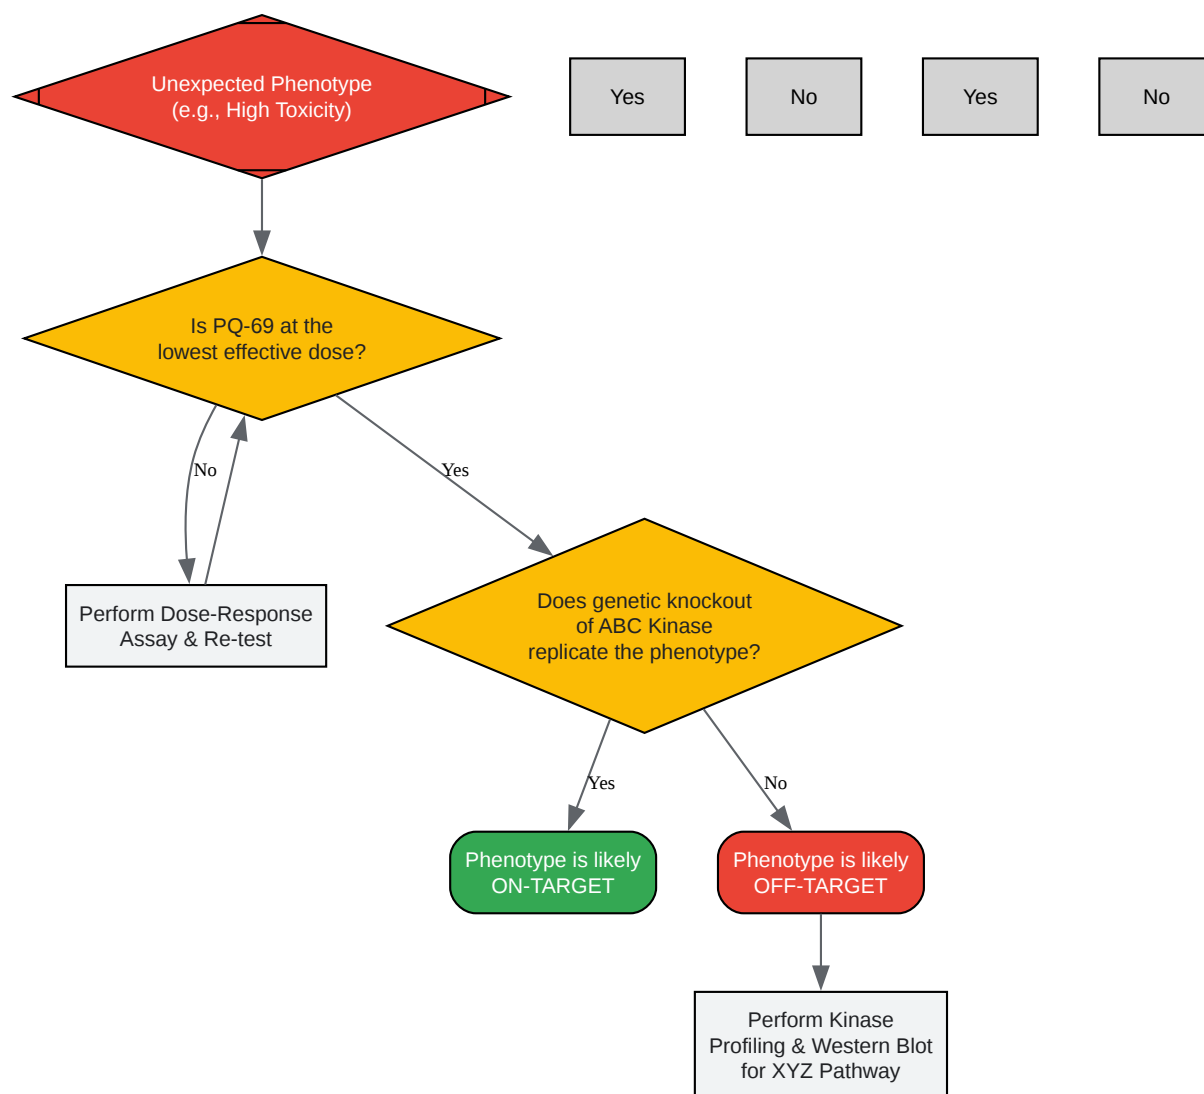 Unexpected Phenotype
(e.g., High Toxicity)
Yes
No
Yes
No
Is PQ-69 at the
lowest effective dose?
No
Yes
Perform Dose-Response
Assay & Re-test
Does genetic knockout
of ABC Kinase
replicate the phenotype?
Yes
No
Phenotype is likely
ON-TARGET
Phenotype is likely
OFF-TARGET
Perform Kinase
Profiling & Western Blot
for XYZ Pathway